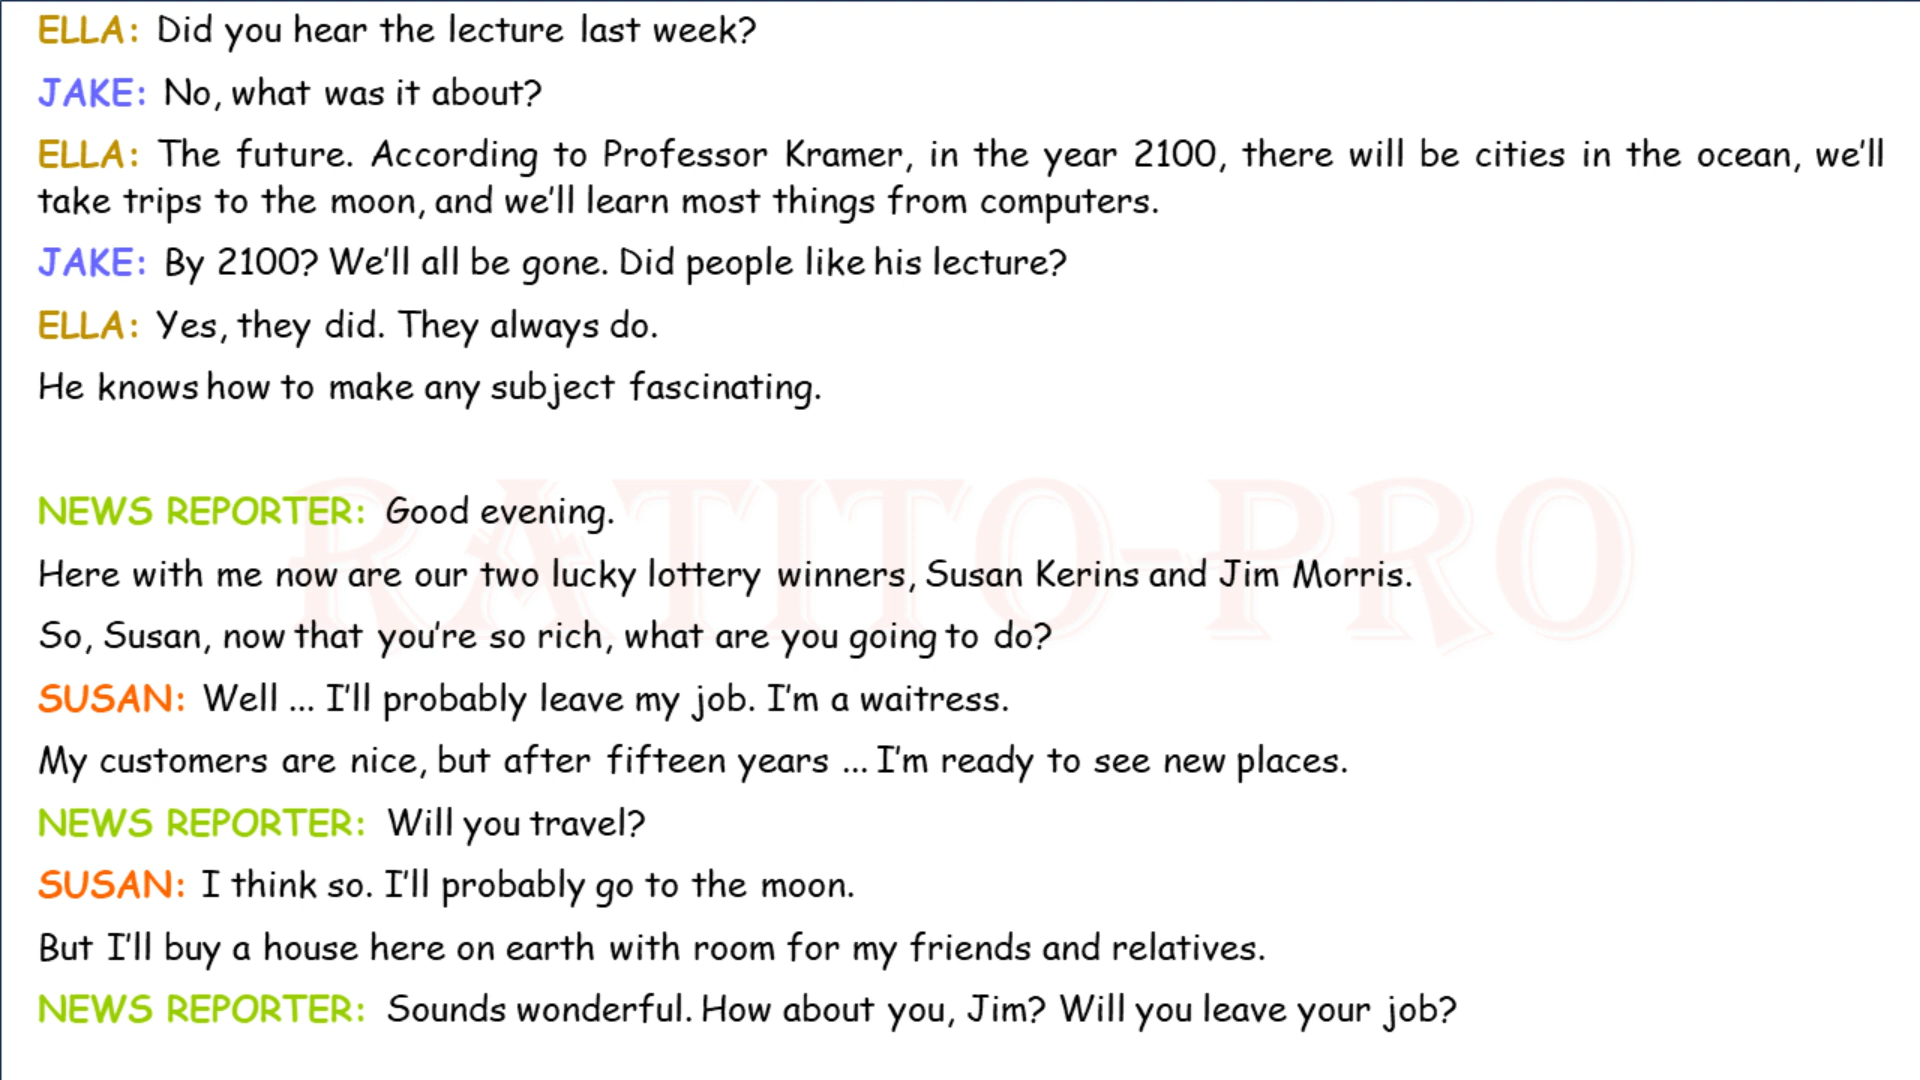 ELLA: Did you hear the lecture last week?
JAKE: No, what was it about?
ELLA: The future. According to Professor Kramer, in the year 2100, there will be cities in the ocean, we'll
take trips to the moon, and we'll learn most things from computers.
JAKE: By 2100? We'll all be gone. Did people like his lecture?
ELLA: Yes, they did. They always do.
He knows how to make any subject fascinating.
RATITO-PRO
NEWS REPORTER: Good evening.
Here with me now are our two lucky lottery winners, Susan Kerins and Jim Morris.
So, Susan, now that you're so rich, what are you going to do?
SUSAN: Well ... I'll probably leave my job. I'm a waitress.
My customers are nice, but after fifteen years ... I'm ready to see new places.
NEWS REPORTER: Will you travel?
SUSAN: I think so. I'll probably go to the moon.
But I'll buy a house here on earth with room for my friends and relatives.
NEWS REPORTER: Sounds wonderful. How about you, Jim? Will you leave your job?